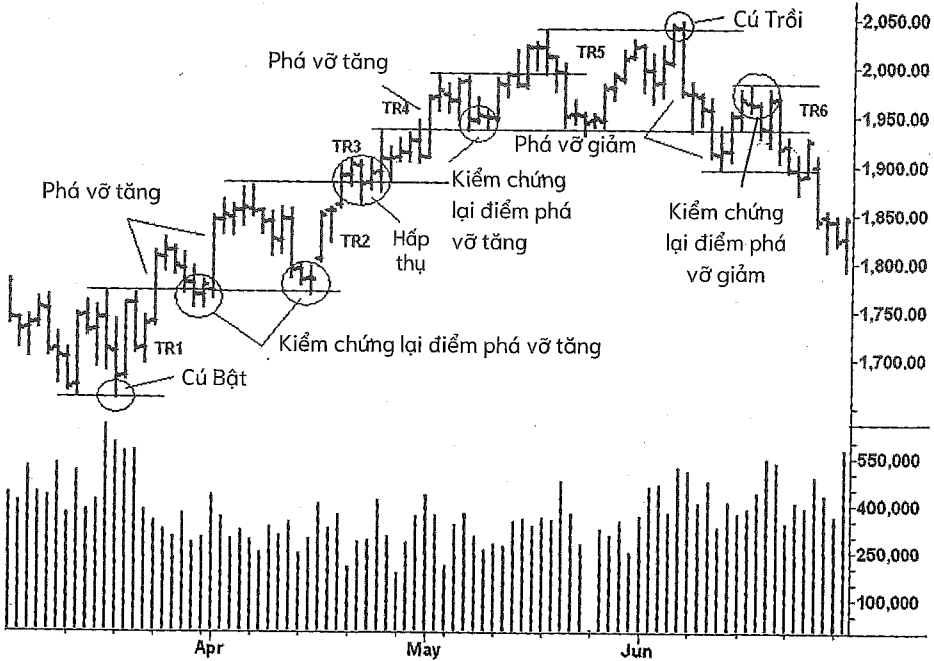 Cú Trồi
2,050.00
Phá vỡ tăng
TR5
2,000.00
TR4
TR6
1,950.00
TR3
Phá vỡ giảm
1,900.00
Phá vỡ tăng
Kiểm chứng
lại điểm phá
vỡ tăng
Kiểm chứng
lại điểm phá
vỡ giảm
1,850.00
TR2
Hấp
thụ
1,800.00
1,750.00
TR1
Kiểm chứng lại điểm phá vỡ tăng
Cú Bật
1,700.00
550,000
400,000
250,000
100,000
Apr
May
Jun